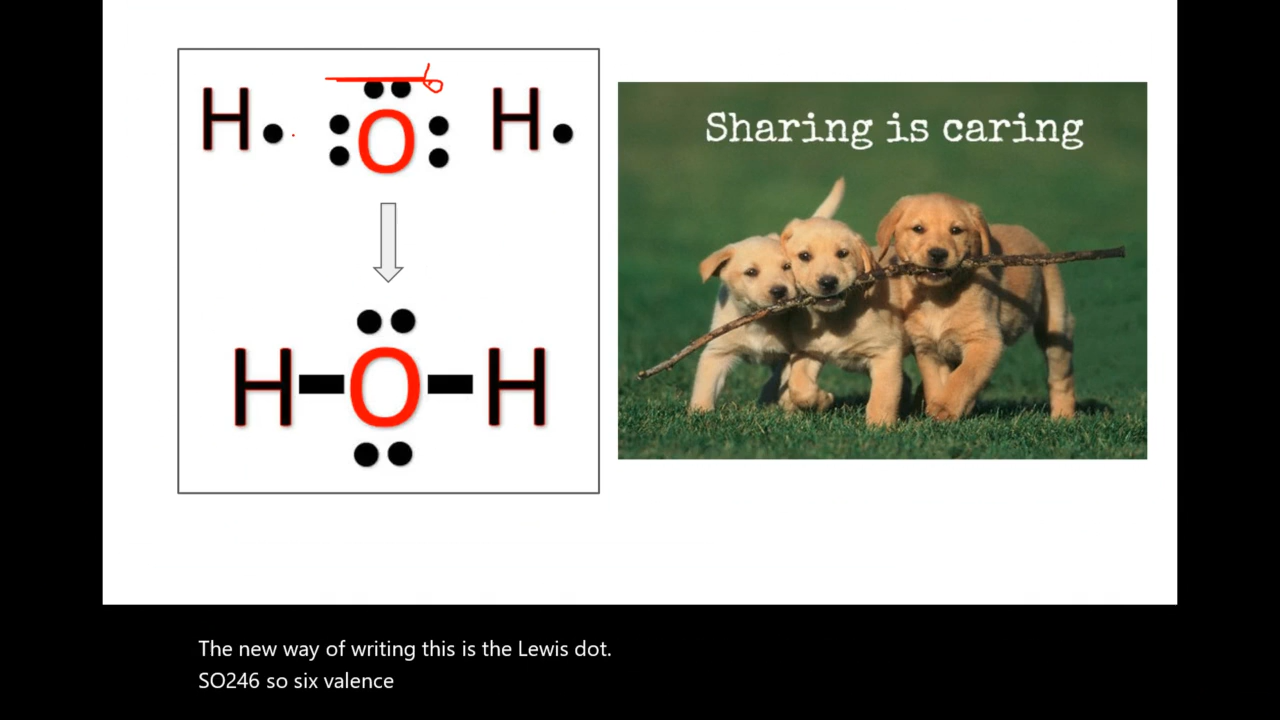 H O H
H O H
Sharing is caring
The new way of writing this is the Lewis dot.
SO246 so six valence